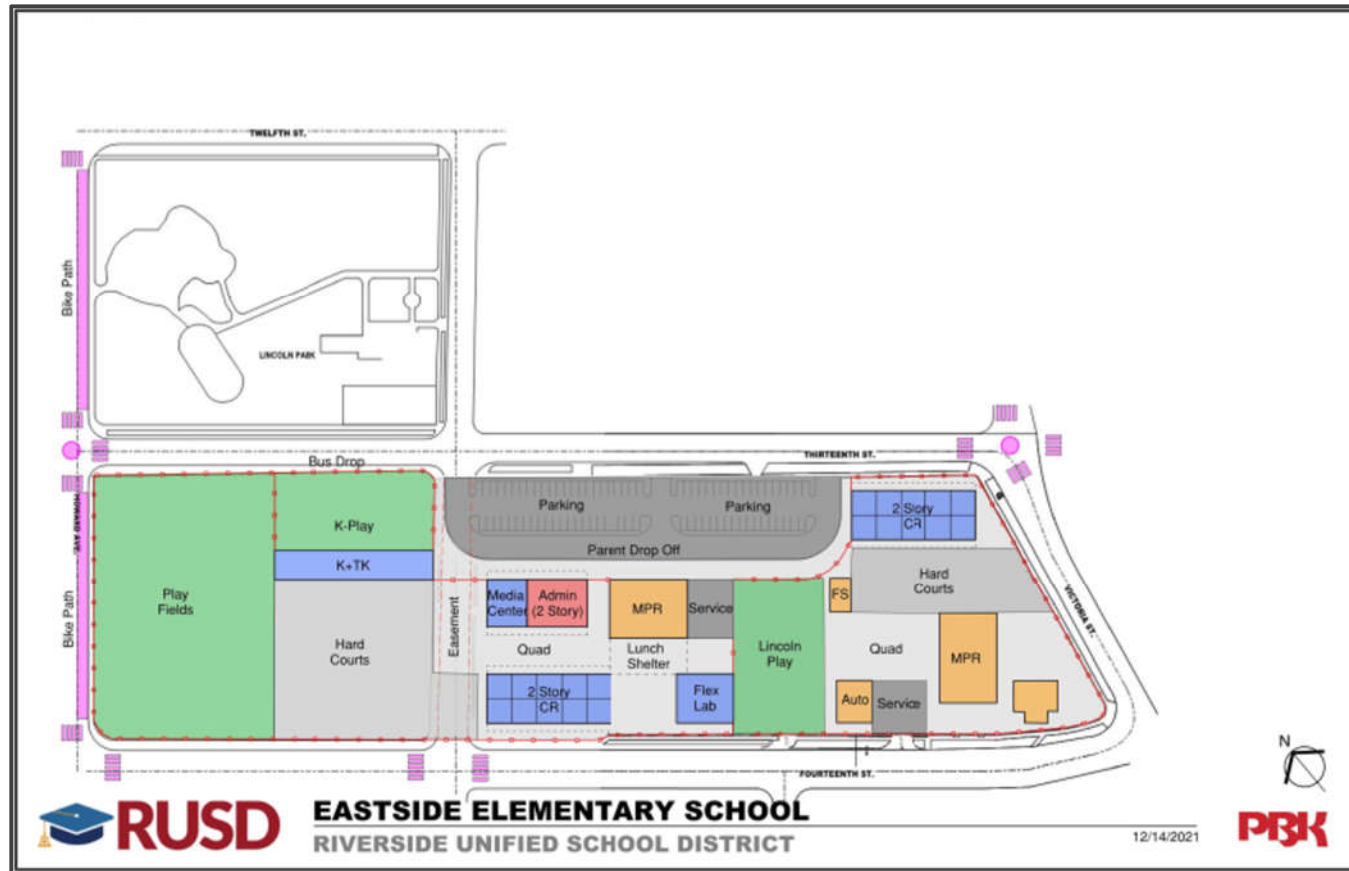 TWELFTH ST.
Bike Path
LINCOLN PARK
THIRTEENTH ST.
Bus Drop
HOWARD AVE.
Parking
Parking
K-Play
Parent Drop Off
2 Story
CR
K+TK
Play
Fields
Bike Path
Hard
Courts
Easement
Media
Center
Admin
(2 Story)
MPR
Service
FS
Hard
Courts
VICTORIA ST.
Quad
Lunch
Shelter
Lincoln
Play
Quad
MPR
2 Story
CR
Flex
Lab
Auto
Service
FOURTEENTH ST.
N
RUSD
EASTSIDE ELEMENTARY SCHOOL
RIVERSIDE UNIFIED SCHOOL DISTRICT
12/14/2021
PBK